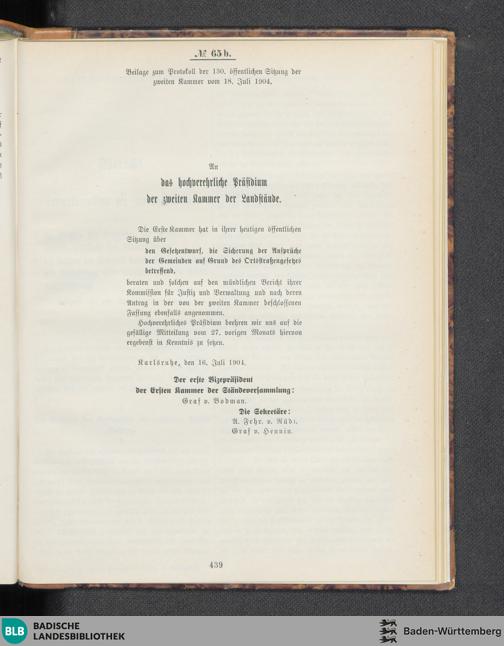 № 65 b.
Beilage zum Protokoll der 130. öffentlichen Sitzung der
zweiten Kammer vom 18. Juli 1904.
An
das hochverehrliche Präsidium
der zweiten Kammer der Landstände.
Die Erste Kammer hat in ihrer heutigen öffentlichen
Sitzung über
den Gesetzentwurf, die Sicherung der Ansprüche
der Gemeinden auf Grund des Ortsstraßengesetzes
betreffend,
beraten und solchen auf den mündlichen Bericht ihrer
Kommission für Justiz und Verwaltung und nach deren
Antrag in der von der zweiten Kammer beschlossenen
Fassung ebenfalls angenommen.
Hochverehrliches Präsidium beehren wir uns auf die
gefällige Mitteilung vom 27. vorigen Monats hiervon
ergebenst in Kenntnis zu setzen.
Karlsruhe, den 16. Juli 1904.
Der erste Vizepräsident
der Ersten Kammer der Ständeversammlung:
Graf v. Bodman.
Die Sekretäre:
A. Frhr. v. Rüdt.
Graf v. Hennin.
439
BLB
BADISCHE
LANDESBIBLIOTHEK
Baden-Württemberg